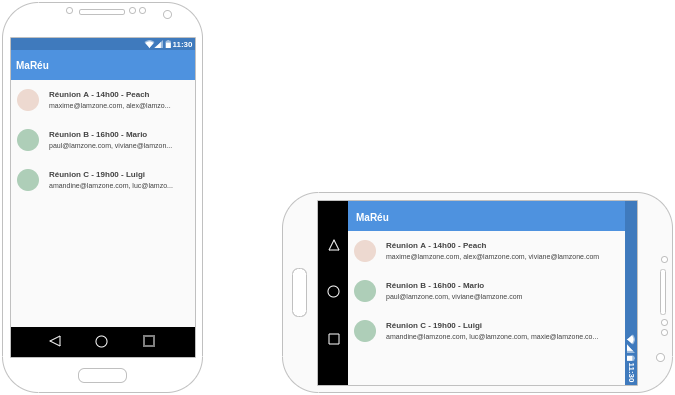 11:30
MaRéu
Réunion A - 14h00 - Peach
maxime@lamzone.com, alex@lamzo...
Réunion B - 16h00 - Mario
paul@lamzone.com, viviane@lamzon...
Réunion C - 19h00 - Luigi
amandine@lamzone.com, luc@lamzo...
MaRéu
Réunion A - 14h00 - Peach
maxime@lamzone.com, alex@lamzone.com, viviane@lamzone.com
Réunion B - 16h00 - Mario
paul@lamzone.com, viviane@lamzone.com
Réunion C - 19h00 - Luigi
amandine@lamzone.com, luc@lamzone.com, maxie@lamzone.co...
11:30